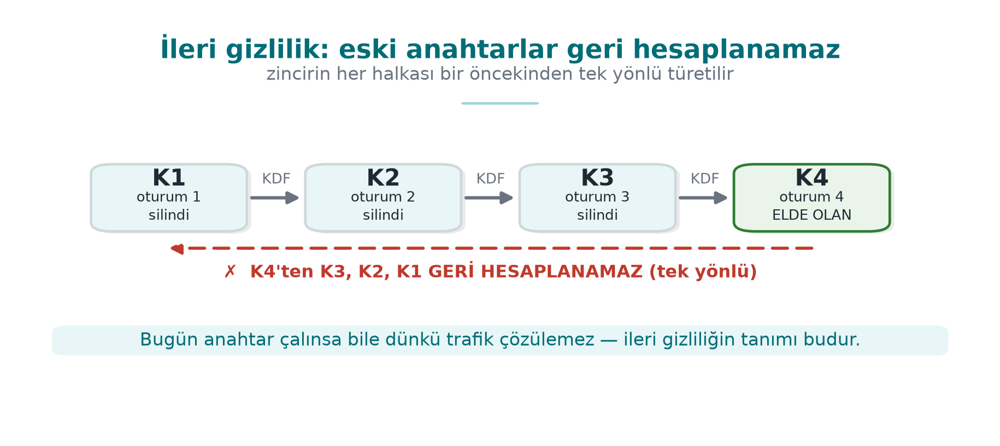 İleri gizlilik: eski anahtarlar geri hesaplanamaz
zincirin her halkası bir öncekinden tek yönlü türetilir
K1
oturum 1
silindi
KDF
K2
oturum 2
silindi
KDF
K3
oturum 3
silindi
KDF
K4
oturum 4
ELDE OLAN
✗ K4'ten K3, K2, K1 GERİ HESAPLANAMAZ (tek yönlü)
Bugün anahtar çalınsa bile dünkü trafik çözülemez — ileri gizliliğin tanımı budur.